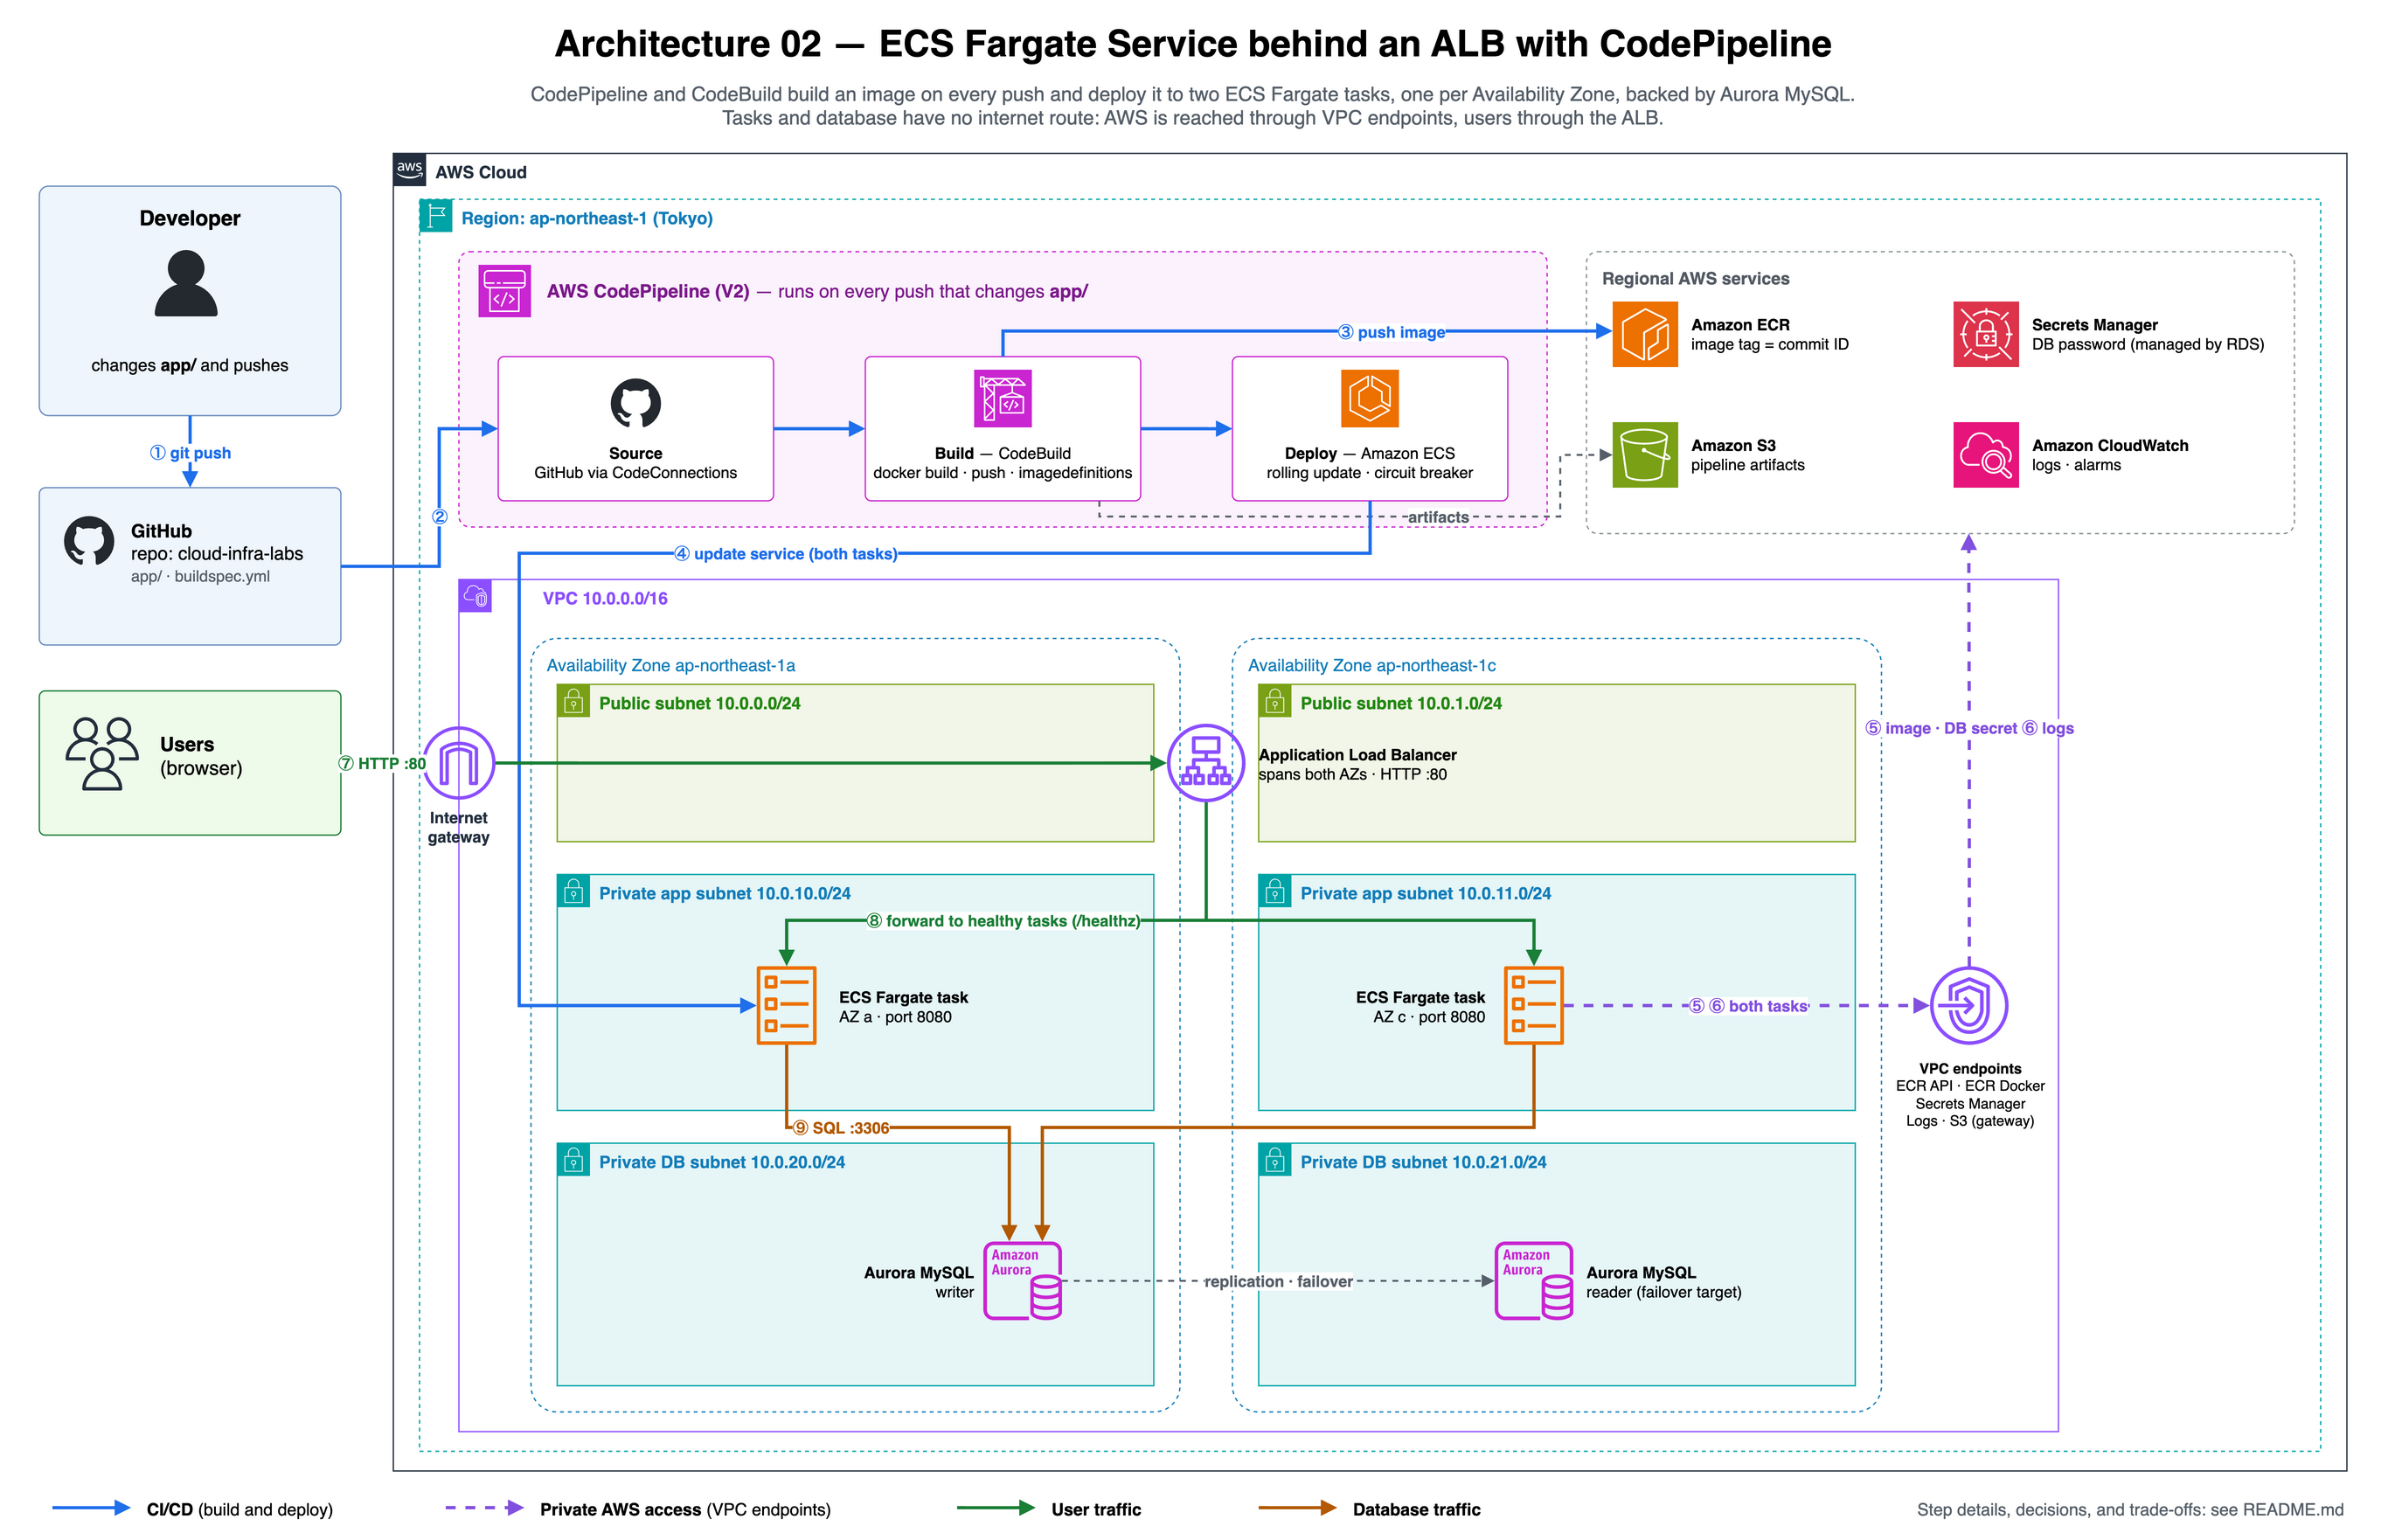 Architecture 02 — ECS Fargate Service behind an ALB with CodePipeline
CodePipeline and CodeBuild build an image on every push and deploy it to two ECS Fargate tasks, one per Availability Zone, backed by Aurora MySQL.
Tasks and database have no internet route: AWS is reached through VPC endpoints, users through the ALB.
aws
AWS Cloud
Region: ap-northeast-1 (Tokyo)
Developer
changes app/ and pushes
① git push
GitHub
repo: cloud-infra-labs
app/ · buildspec.yml
②
AWS CodePipeline (V2) — runs on every push that changes app/
Source
GitHub via CodeConnections
Build — CodeBuild
docker build · push · imagedefinitions
Deploy — Amazon ECS
rolling update · circuit breaker
③ push image
artifacts
④ update service (both tasks)
Regional AWS services
Amazon ECR
image tag = commit ID
Secrets Manager
DB password (managed by RDS)
Amazon S3
pipeline artifacts
Amazon CloudWatch
logs · alarms
VPC 10.0.0.0/16
Availability Zone ap-northeast-1a
Availability Zone ap-northeast-1c
Public subnet 10.0.0.0/24
Public subnet 10.0.1.0/24
Users
(browser)
⑦ HTTP :80
Internet
gateway
Application Load Balancer
spans both AZs · HTTP :80
⑤ image · DB secret ⑥ logs
Private app subnet 10.0.10.0/24
Private app subnet 10.0.11.0/24
⑧ forward to healthy tasks (/healthz)
ECS Fargate task
AZ a · port 8080
ECS Fargate task
AZ c · port 8080
⑤ ⑥ both tasks
VPC endpoints
ECR API · ECR Docker
Secrets Manager
Logs · S3 (gateway)
⑨ SQL :3306
Private DB subnet 10.0.20.0/24
Private DB subnet 10.0.21.0/24
Aurora MySQL
writer
Amazon
Aurora
replication · failover
Amazon
Aurora
Aurora MySQL
reader (failover target)
CI/CD (build and deploy)
Private AWS access (VPC endpoints)
User traffic
Database traffic
Step details, decisions, and trade-offs: see README.md